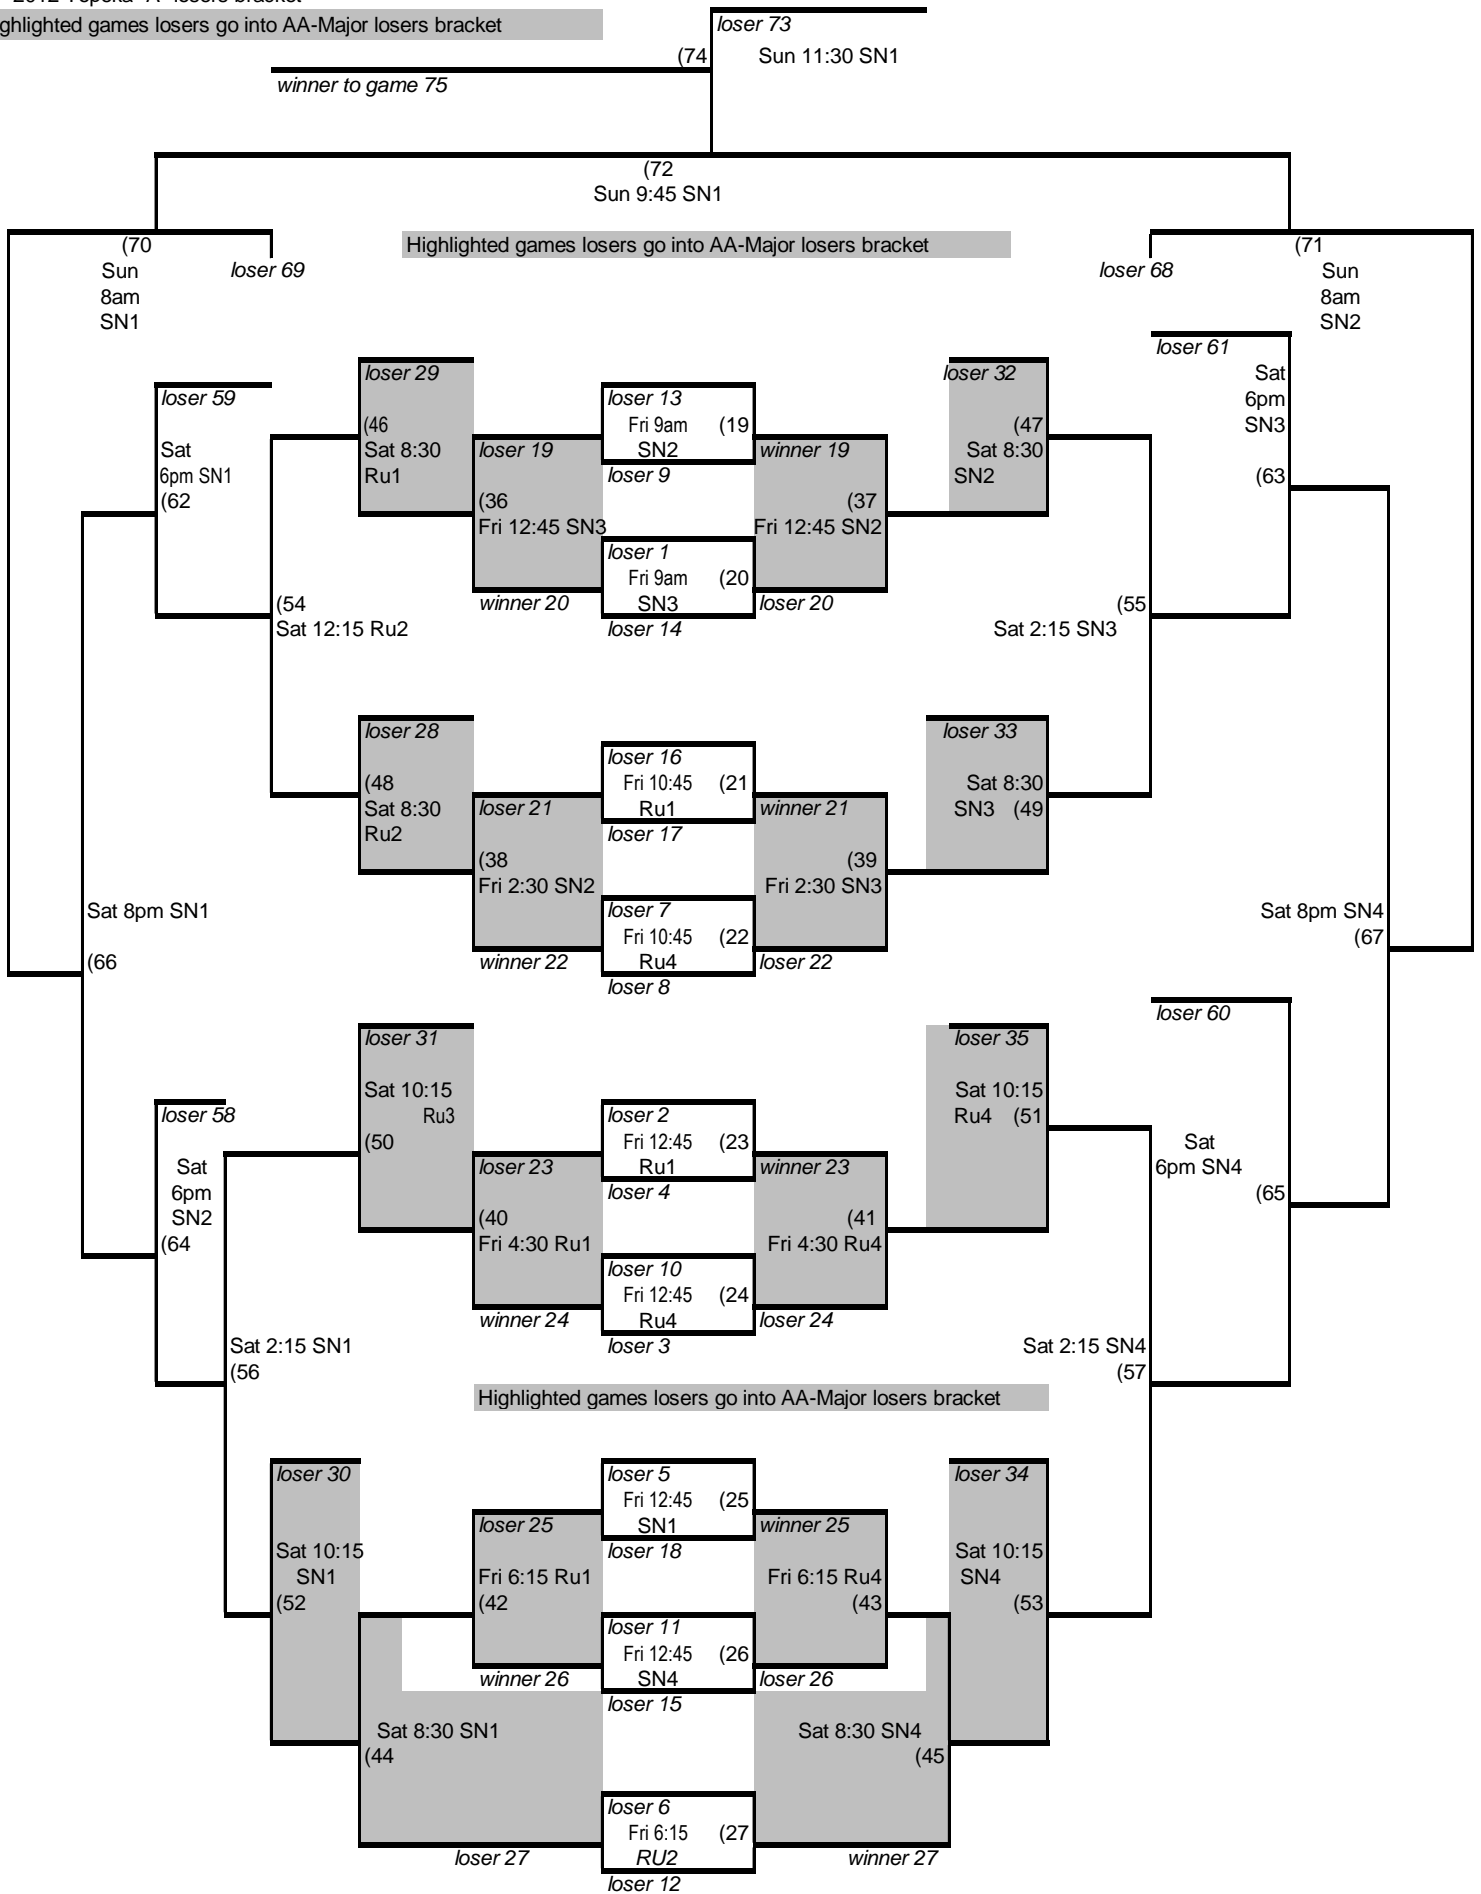 2012 Topeka "A" losers bracket
ghlighted games losers go into AA-Major losers bracket
loser 73
(74
Sun 11:30 SN1
winner to game 75
(72
Sun 9:45 SN1
(70
Sun
8am
SN1
loser 69
Highlighted games losers go into AA-Major losers bracket
loser 68
(71
Sun
8am
SN2
loser 59
Sat
6pm SN1
(62
loser 29
(46
Sat 8:30
Ru1
loser 19
(36
Fri 12:45 SN3
winner 20
loser 13
Fri 9am (19
SN2
loser 9
loser 1
Fri 9am (20
SN3
loser 14
winner 19
(37
Fri 12:45 SN2
loser 20
loser 32
(47
Sat 8:30
SN2
loser 61
Sat
6pm
SN3
(63
(54
Sat 12:15 Ru2
(55
Sat 2:15 SN3
loser 28
(48
Sat 8:30
Ru2
loser 21
(38
Fri 2:30 SN2
winner 22
loser 16
Fri 10:45 (21
Ru1
loser 17
loser 7
Fri 10:45 (22
Ru4
loser 8
winner 21
(39
Fri 2:30 SN3
loser 22
loser 33
Sat 8:30
SN3 (49
Sat 8pm SN1
(66
Sat 8pm SN4
(67
loser 58
Sat
6pm
SN2
(64
loser 31
Sat 10:15
Ru3
(50
loser 23
(40
Fri 4:30 Ru1
winner 24
loser 2
Fri 12:45 (23
Ru1
loser 4
loser 10
Fri 12:45 (24
Ru4
loser 3
winner 23
(41
Fri 4:30 Ru4
loser 24
loser 35
Sat 10:15
Ru4 (51
loser 60
Sat
6pm SN4
(65
Sat 2:15 SN1
(56
Sat 2:15 SN4
(57
Highlighted games losers go into AA-Major losers bracket
loser 30
Sat 10:15
SN1
(52
loser 25
Fri 6:15 Ru1
(42
winner 26
loser 5
Fri 12:45 (25
SN1
loser 18
loser 11
Fri 12:45 (26
SN4
loser 15
winner 25
Fri 6:15 Ru4
(43
loser 26
loser 34
Sat 10:15
SN4
(53
Sat 8:30 SN1
(44
Sat 8:30 SN4
(45
loser 27
loser 6
Fri 6:15 (27
RU2
loser 12
winner 27